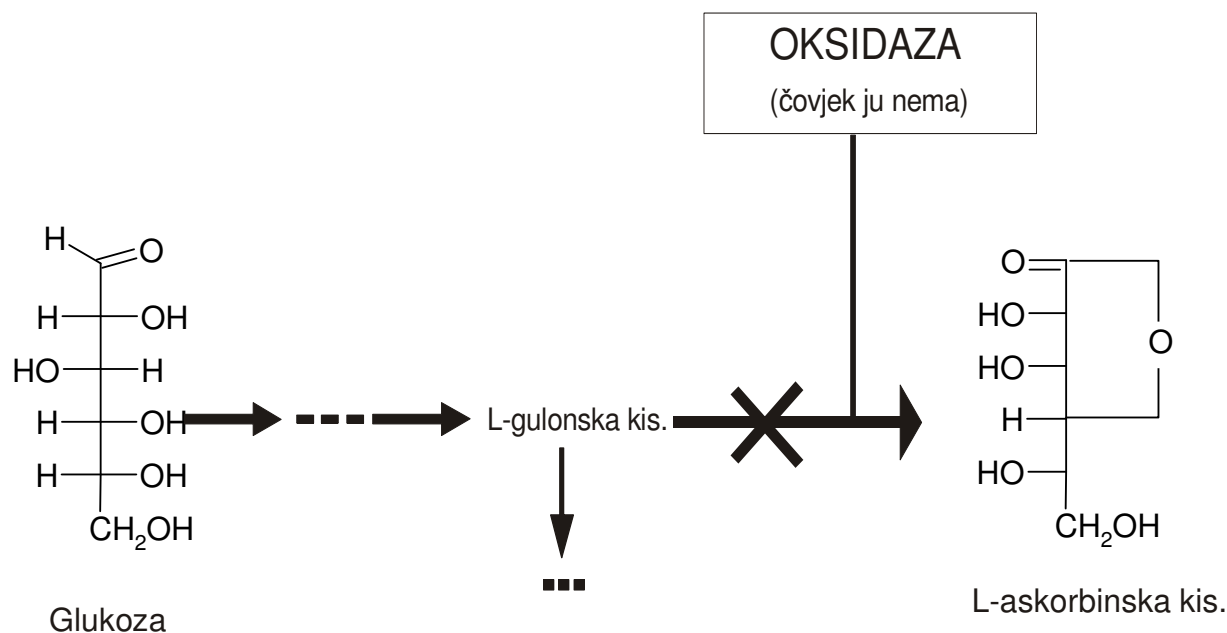 OKSIDAZA
(čovjek ju nema)
H
O
H
OH
HO
H
H
OH
H
OH
CH₂OH
Glukoza
L-gulonska kis.
O
HO
HO
O
H
HO
CH₂OH
L-askorbinska kis.